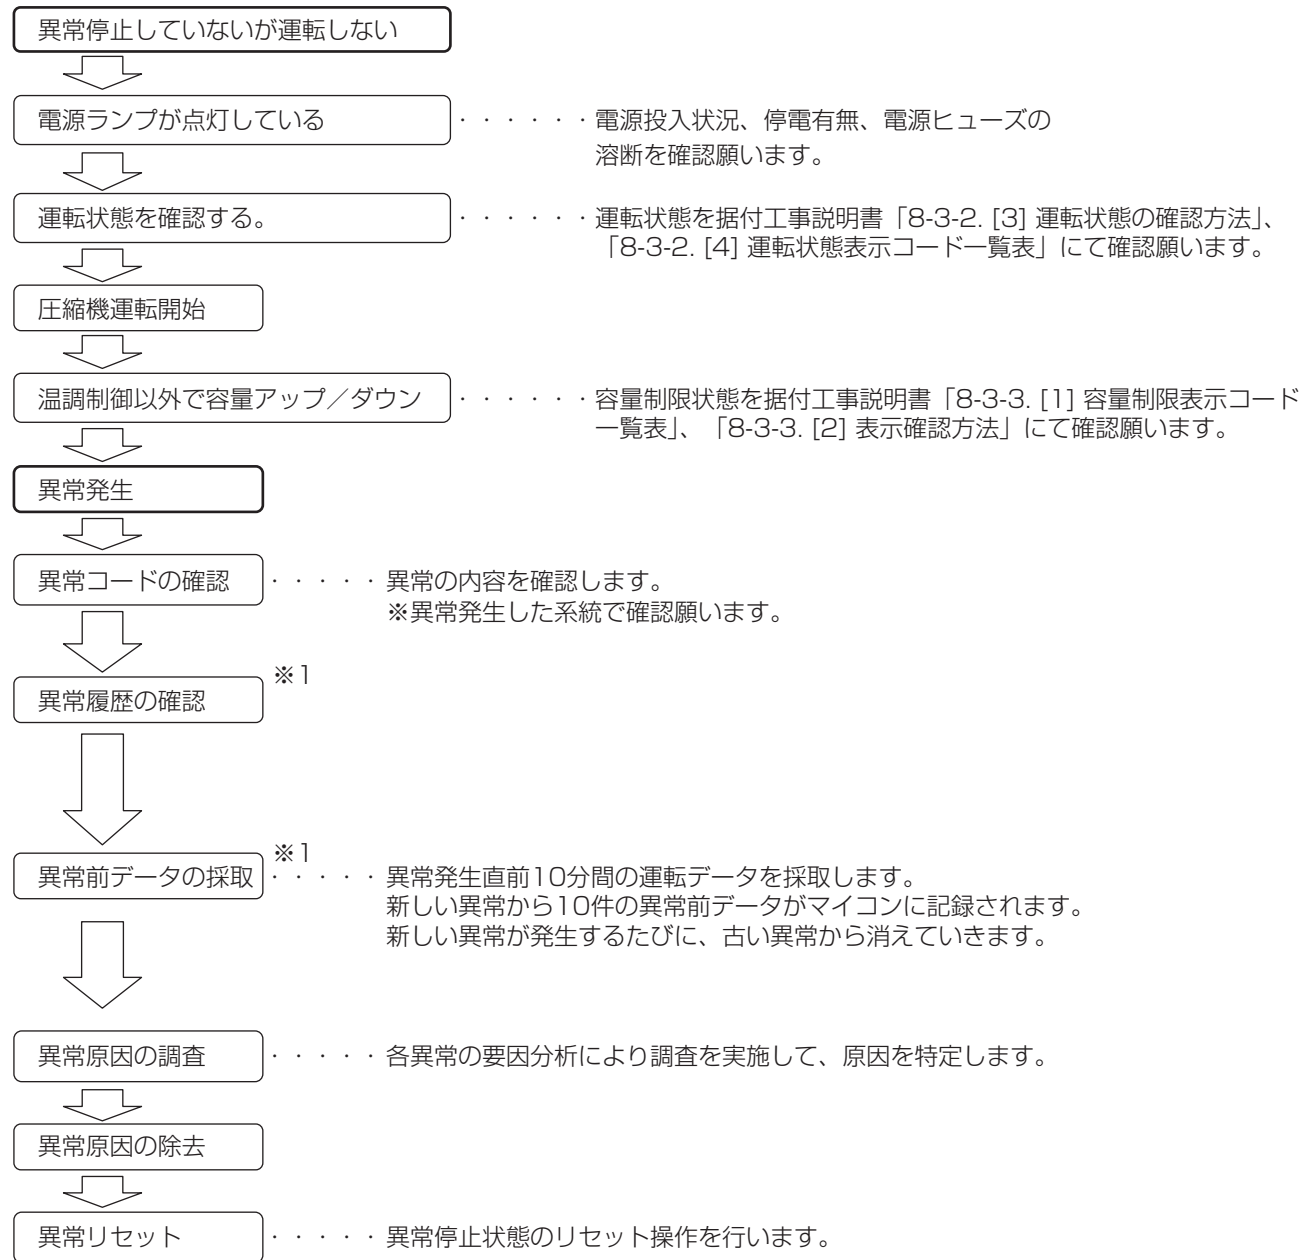 異常停止していないが運転しない
電源ランプが点灯している ・・・・・・電源投入状況、停電有無、電源ヒューズの
溶断を確認願います。
運転状態を確認する。 ・・・・・・運転状態を据付工事説明書「8-3-2. [3] 運転状態の確認方法」、
「8-3-2. [4] 運転状態表示コード一覧表」にて確認願います。
圧縮機運転開始
温調制御以外で容量アップ／ダウン ・・・・・・容量制限状態を据付工事説明書「8-3-3. [1] 容量制限表示コード
一覧表」、「8-3-3. [2] 表示確認方法」にて確認願います。
異常発生
異常コードの確認 ・・・・・異常の内容を確認します。
※異常発生した系統で確認願います。
※1
異常履歴の確認
※1
異常前データの採取 ・・・・・異常発生直前10分間の運転データを採取します。
新しい異常から10件の異常前データがマイコンに記録されます。
新しい異常が発生するたびに、古い異常から消えていきます。
異常原因の調査 ・・・・・各異常の要因分析により調査を実施して、原因を特定します。
異常原因の除去
異常リセット ・・・・・異常停止状態のリセット操作を行います。